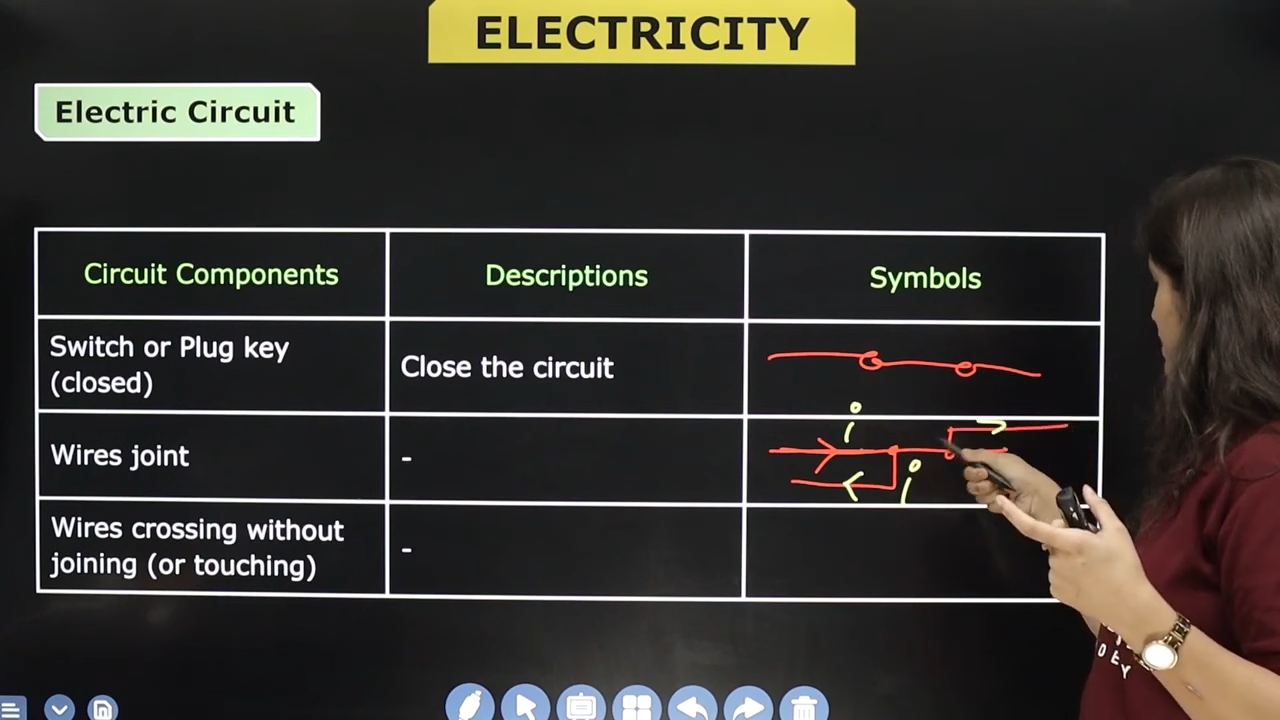 ELECTRICITY
Electric Circuit
Circuit Components
Descriptions
Symbols
Switch or Plug key
(closed)
Close the circuit
Wires joint
-
i
i
Wires crossing without
joining (or touching)
-
OEY